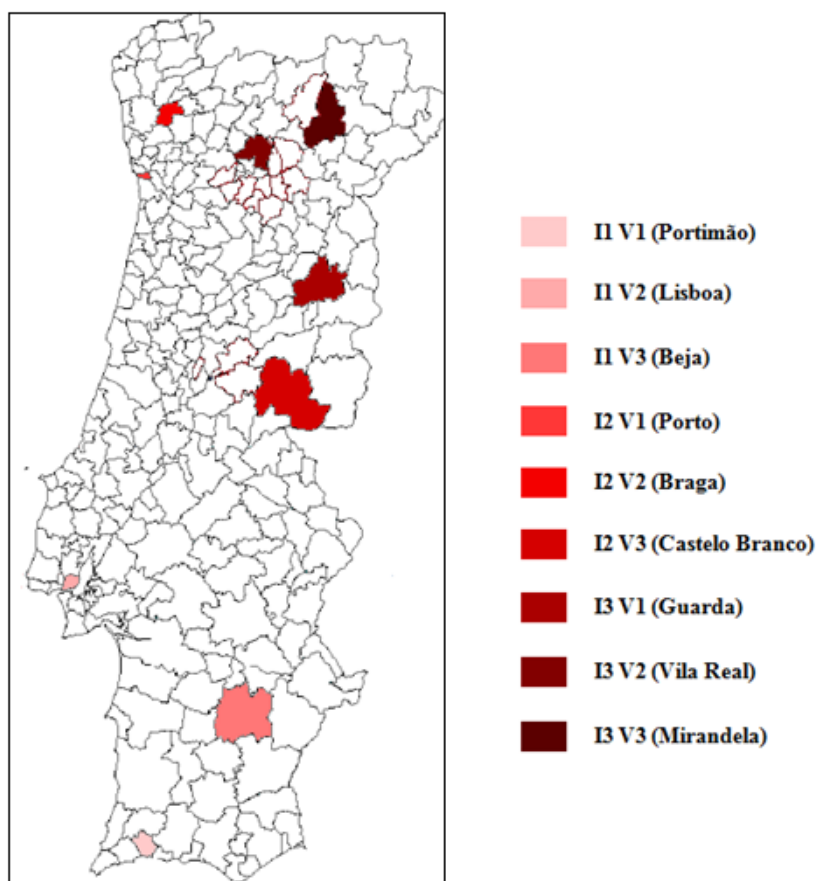 I1 V1 (Portimão)
I1 V2 (Lisboa)
I1 V3 (Beja)
I2 V1 (Porto)
I2 V2 (Braga)
I2 V3 (Castelo Branco)
I3 V1 (Guarda)
I3 V2 (Vila Real)
I3 V3 (Mirandela)